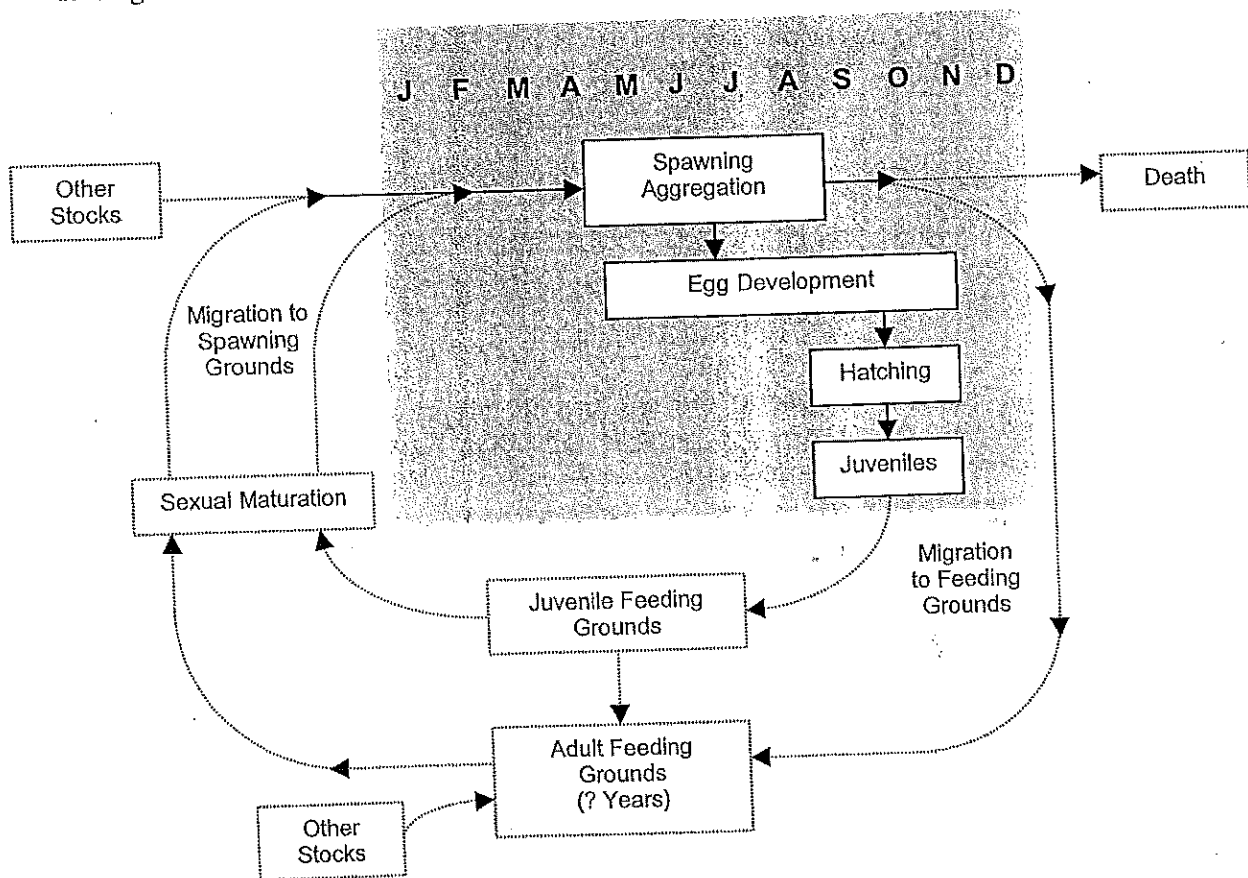 J F M A M J J A S O N D
Other
Stocks
Spawning
Aggregation
Death
Egg Development
Migration to
Spawning
Grounds
Hatching
Juveniles
Sexual Maturation
Migration
to Feeding
Grounds
Juvenile Feeding
Grounds
Adult Feeding
Grounds
(? Years)
Other
Stocks